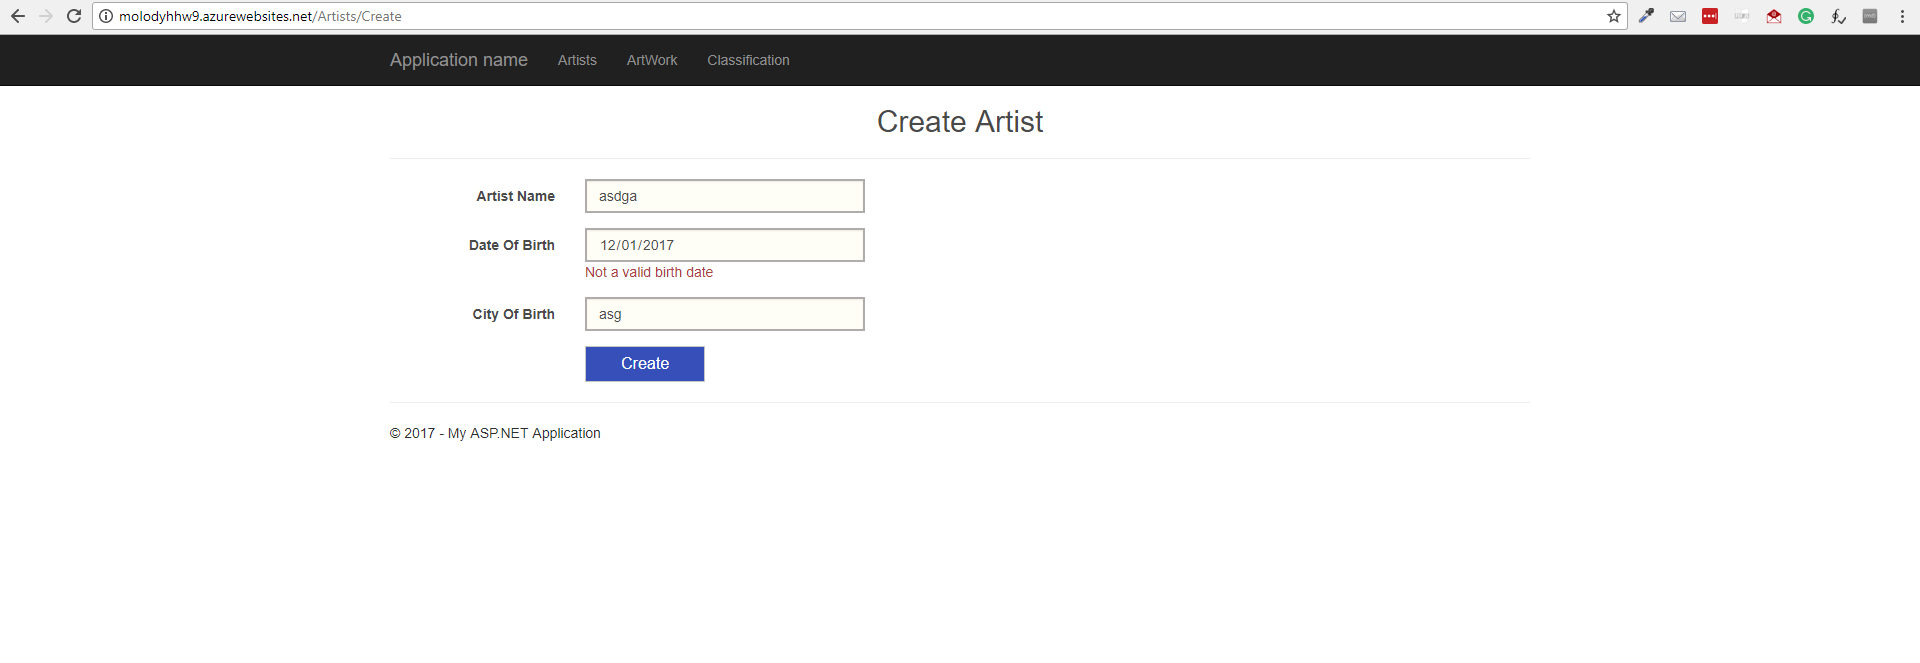 molodyhhw9.azurewebsites.net/Artists/Create
Application name Artists ArtWork Classification
Create Artist
Artist Name asdga
Date Of Birth 12/01/2017
Not a valid birth date
City Of Birth asg
Create
© 2017 - My ASP.NET Application